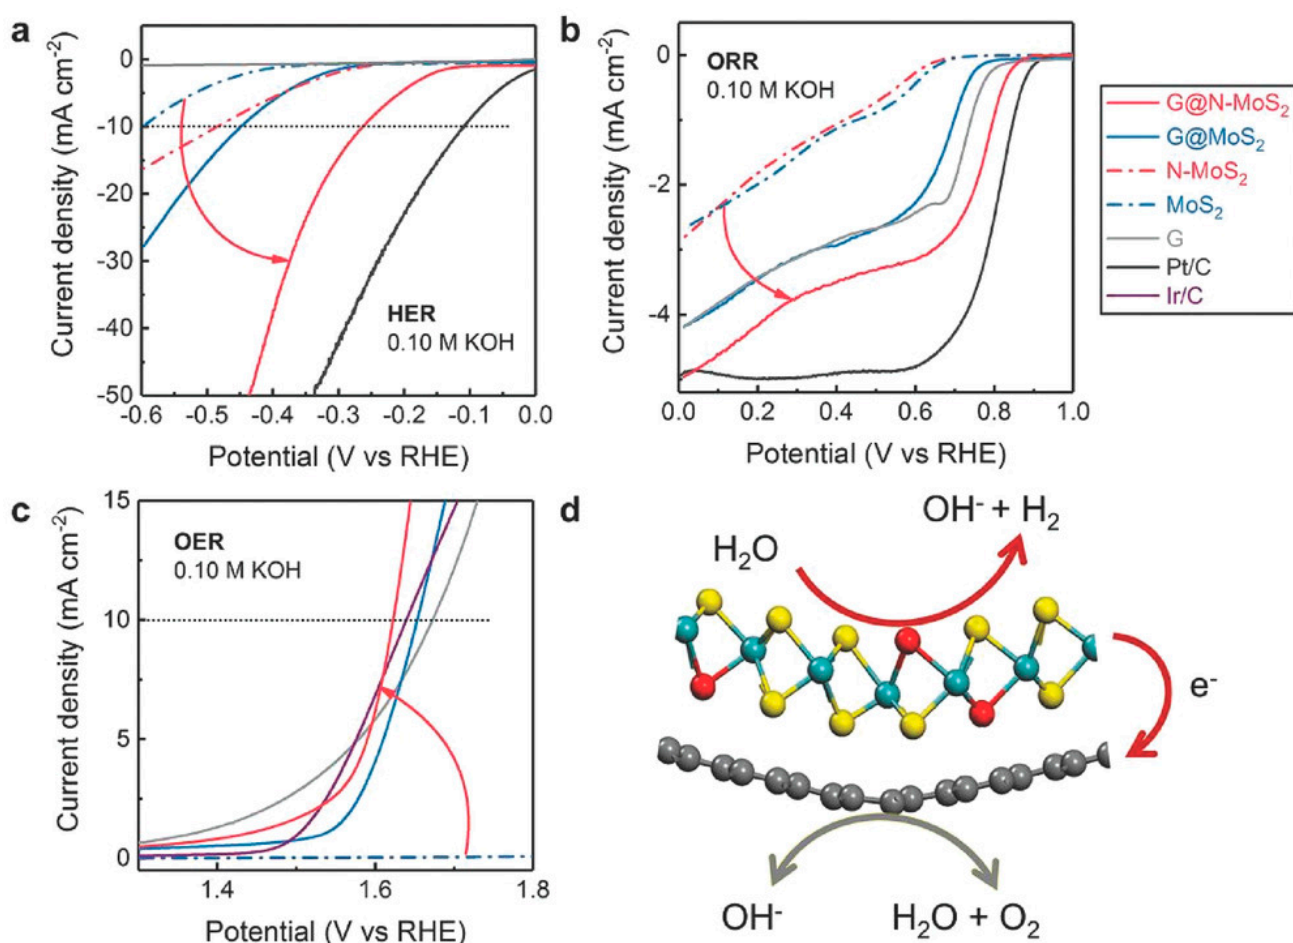 a
Current density (mA cm⁻²)
0
-10
-20
-30
-40
-50
HER
0.10 M KOH
-0.6 -0.5 -0.4 -0.3 -0.2 -0.1 0.0
Potential (V vs RHE)
b
Current density (mA cm⁻²)
0
-2
-4
ORR
0.10 M KOH
0.0 0.2 0.4 0.6 0.8 1.0
Potential (V vs RHE)
G@N-MoS₂
G@MoS₂
N-MoS₂
MoS₂
G
Pt/C
Ir/C
c
Current density (mA cm⁻²)
15
10
5
0
OER
0.10 M KOH
1.4 1.6 1.8
Potential (V vs RHE)
d
OH⁻ + H₂
H₂O
e⁻
OH⁻
H₂O + O₂